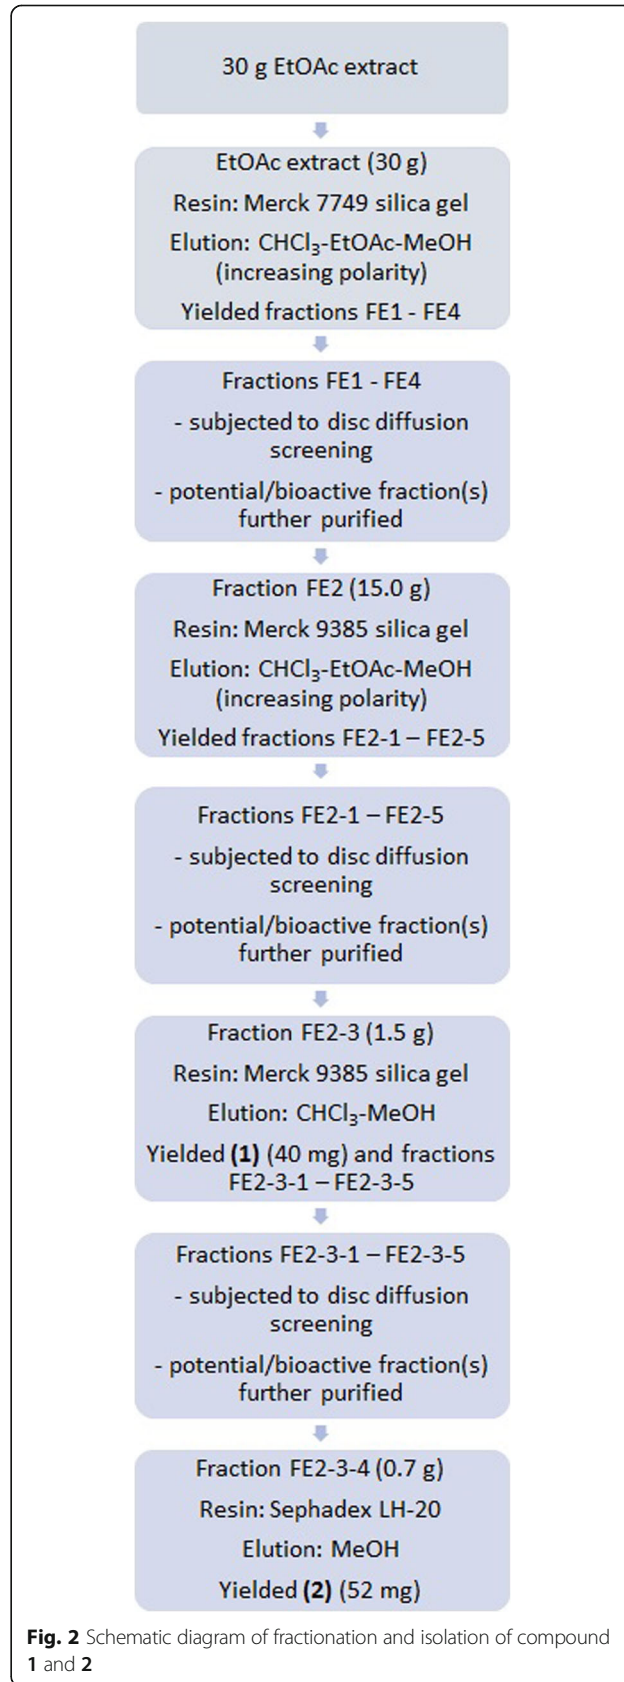 30 g EtOAc extract
EtOAc extract (30 g)
Resin: Merck 7749 silica gel
Elution: CHCl₃-EtOAc-MeOH
(increasing polarity)
Yielded fractions FE1 - FE4
Fractions FE1 - FE4
- subjected to disc diffusion
screening
- potential/bioactive fraction(s)
further purified
Fraction FE2 (15.0 g)
Resin: Merck 9385 silica gel
Elution: CHCl₃-EtOAc-MeOH
(increasing polarity)
Yielded fractions FE2-1 – FE2-5
Fractions FE2-1 – FE2-5
- subjected to disc diffusion
screening
- potential/bioactive fraction(s)
further purified
Fraction FE2-3 (1.5 g)
Resin: Merck 9385 silica gel
Elution: CHCl₃-MeOH
Yielded (1) (40 mg) and fractions
FE2-3-1 – FE2-3-5
Fractions FE2-3-1 – FE2-3-5
- subjected to disc diffusion
screening
- potential/bioactive fraction(s)
further purified
Fraction FE2-3-4 (0.7 g)
Resin: Sephadex LH-20
Elution: MeOH
Yielded (2) (52 mg)
Fig. 2 Schematic diagram of fractionation and isolation of compound
1 and 2